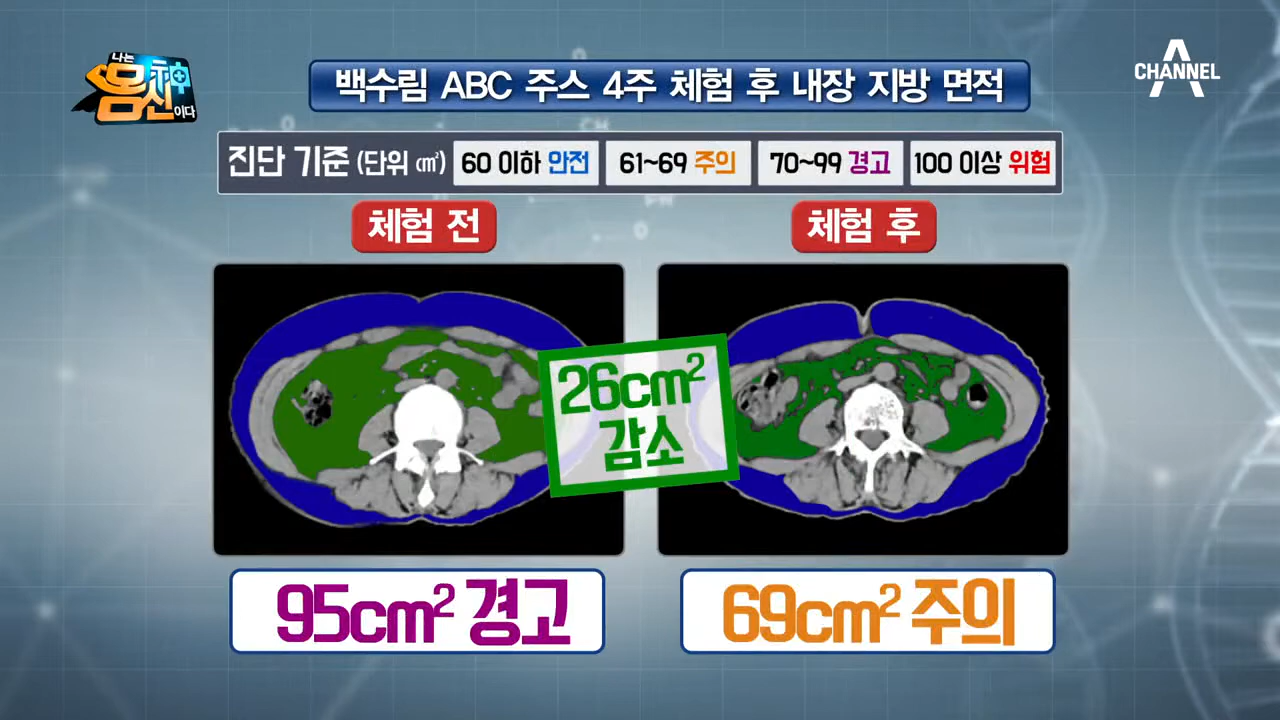 나는
몸신 神
이다
백수림 ABC 주스 4주 체험 후 내장 지방 면적
CHANNEL A
진단 기준 (단위 ㎠) 60 이하 안전 61~69 주의 70~99 경고 100 이상 위험
체험 전 체험 후
26cm²
감소
95cm² 경고 69cm² 주의